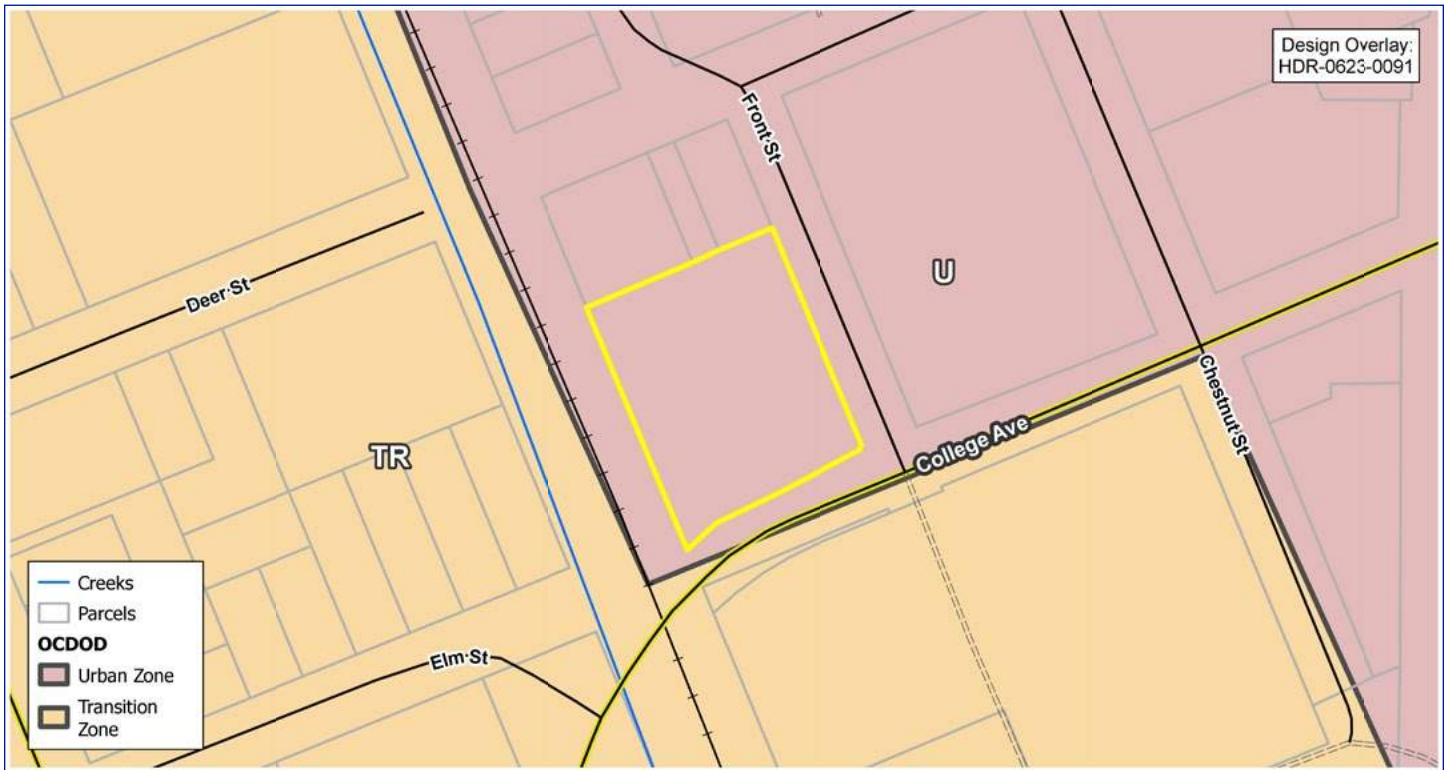 Design Overlay:
HDR-0623-0091
Front St
U
Deer St
College Ave
Chestnut St
TR
Elm St
Creeks
Parcels
OCDOD
Urban Zone
Transition
Zone